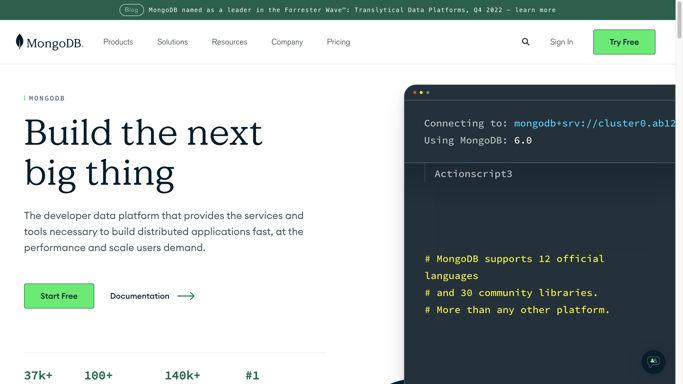 Blog MongoDB named as a leader in the Forrester Wave™: Translytical Data Platforms, Q4 2022 – learn more
MongoDB. Products Solutions Resources Company Pricing Sign In Try Free
MONGODB
Build the next
big thing
The developer data platform that provides the services and
tools necessary to build distributed applications fast, at the
performance and scale users demand.
Start Free Documentation
37k+ 100+ 140k+ #1
Connecting to: mongodb+srv://cluster0.ab12
Using MongoDB: 6.0
Actionscript3
# MongoDB supports 12 official
languages
# and 30 community libraries.
# More than any other platform.